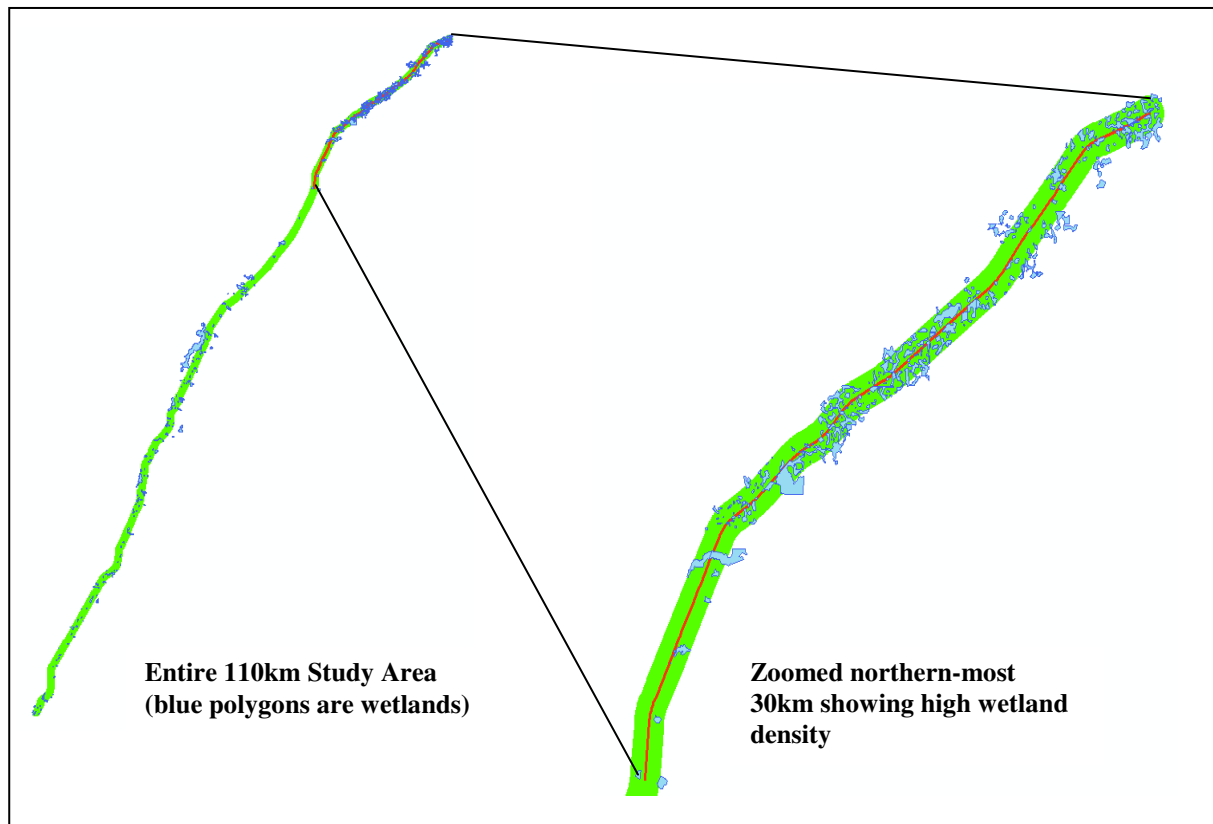 Entire 110km Study Area
(blue polygons are wetlands)
Zoomed northern-most
30km showing high wetland
density